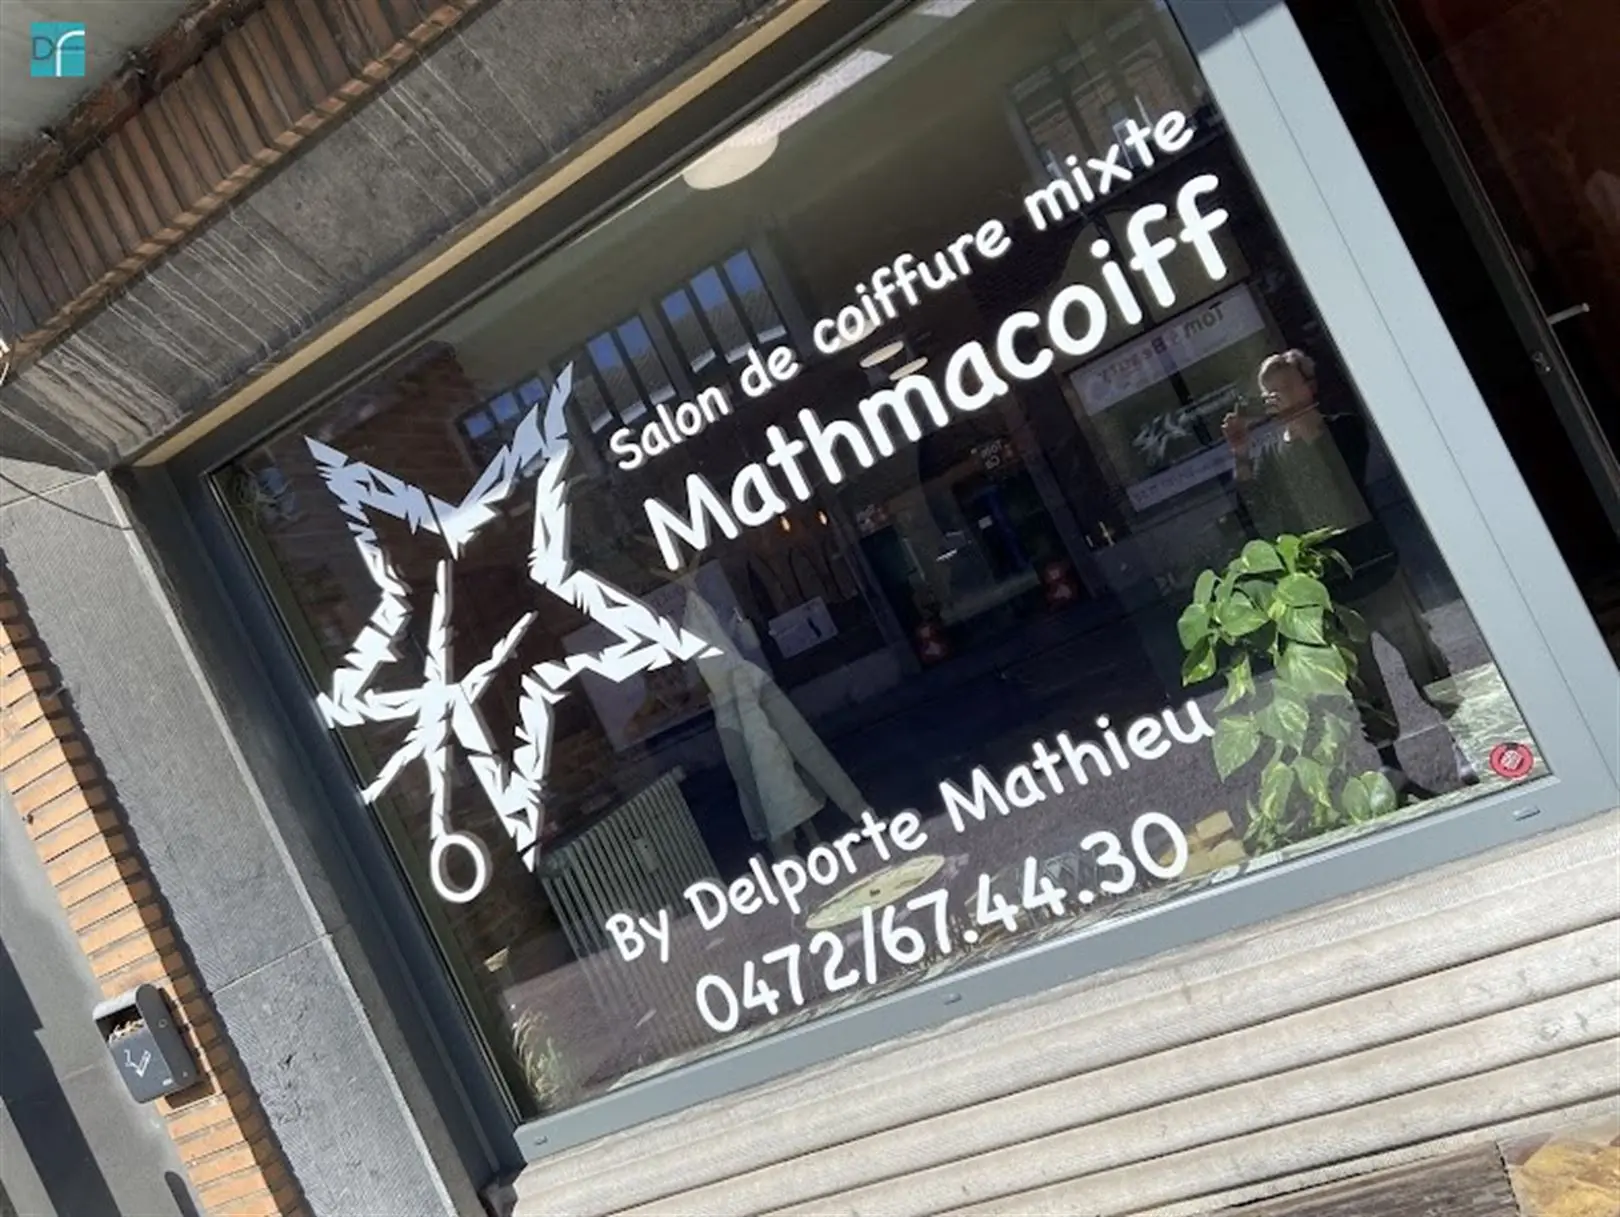 Salon de coiffure mixte
Mathmacoiff
By Delporte Mathieu
0472/67.44.30